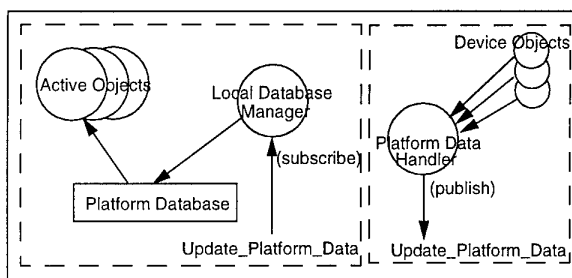 Active Objects
Local Database
Manager
(subscribe)
Platform Database
Update_Platform_Data
Device Objects
Platform Data
Handler
(publish)
Update_Platform_Data